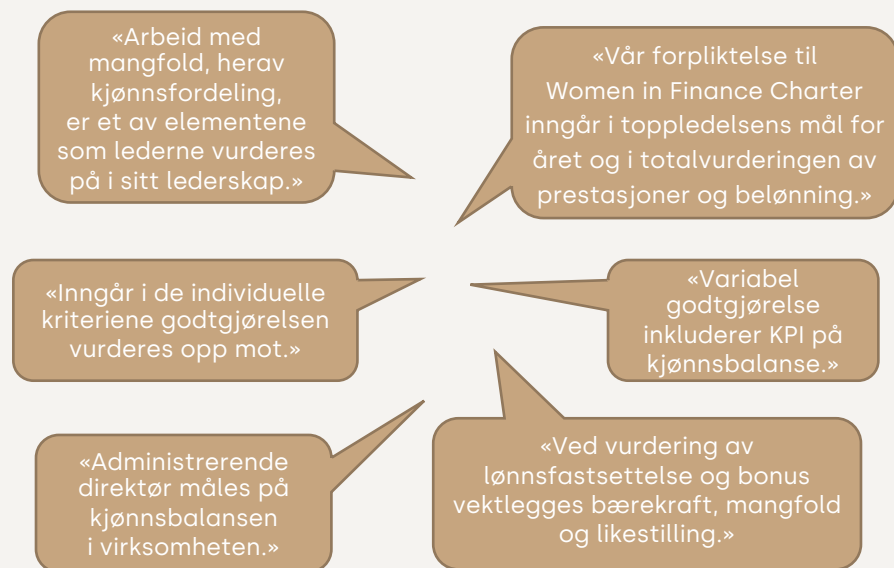 «Arbeid med
mangfold, herav
kjønnsfordeling,
er et av elementene
som lederne vurderes
på i sitt lederskap.»
«Vår forpliktelse til
Women in Finance Charter
inngår i toppledelsens mål for
året og i totalvurderingen av
prestasjoner og belønning.»
«Inngår i de individuelle
kriteriene godtgjørelsen
vurderes opp mot.»
«Variabel
godtgjørelse
inkluderer KPI på
kjønnsbalanse.»
«Administrerende
direktør måles på
kjønnsbalansen
i virksomheten.»
«Ved vurdering av
lønnsfastsettelse og bonus
vektlegges bærekraft, mangfold
og likestilling.»